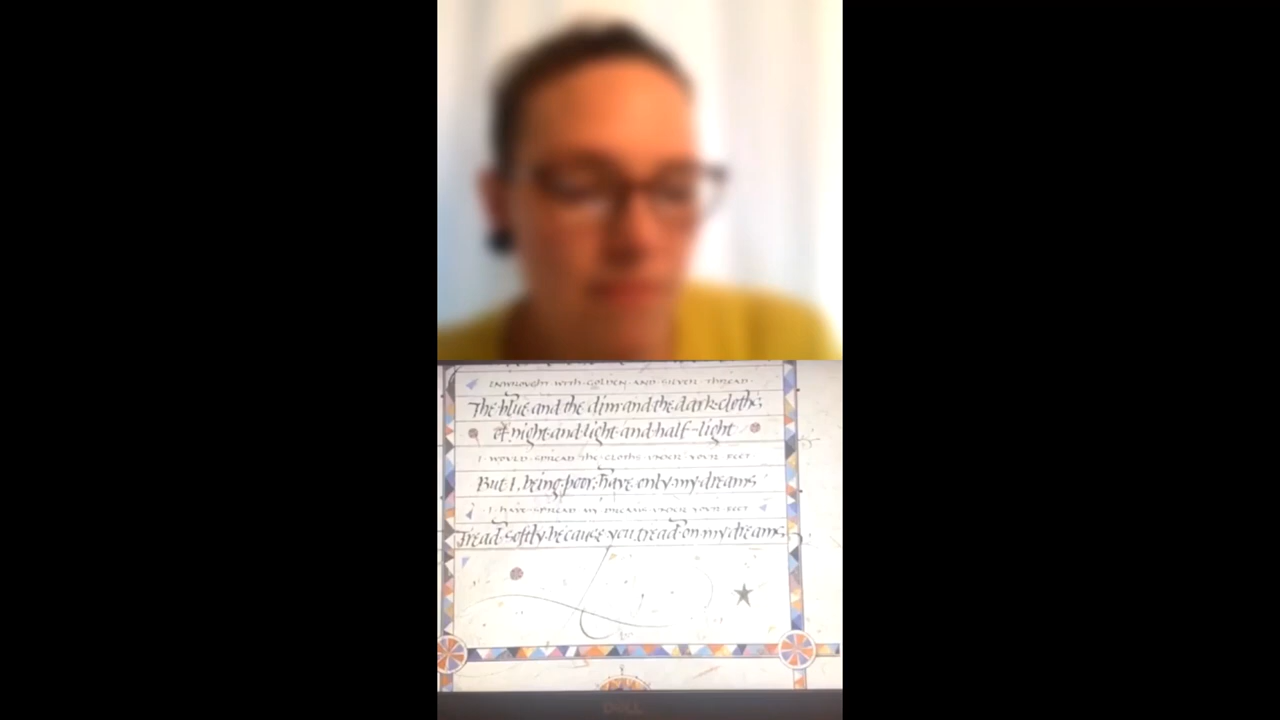 INWROUGHT·WITH·GOLDEN·AND·SILVER·THREAD·
The·blue·and·the·dim·and·the·dark·cloths
of·night·and·light·and·half-light
I·WOULD·SPREAD·THE·CLOTHS·UNDER·YOUR·FEET
But·I·being·poor,·have·only·my·dreams
·I·HAVE·SPREAD·MY·DREAMS·UNDER·YOUR·FEET
Tread·softly·because·you·tread·on·my·dreams
DELL